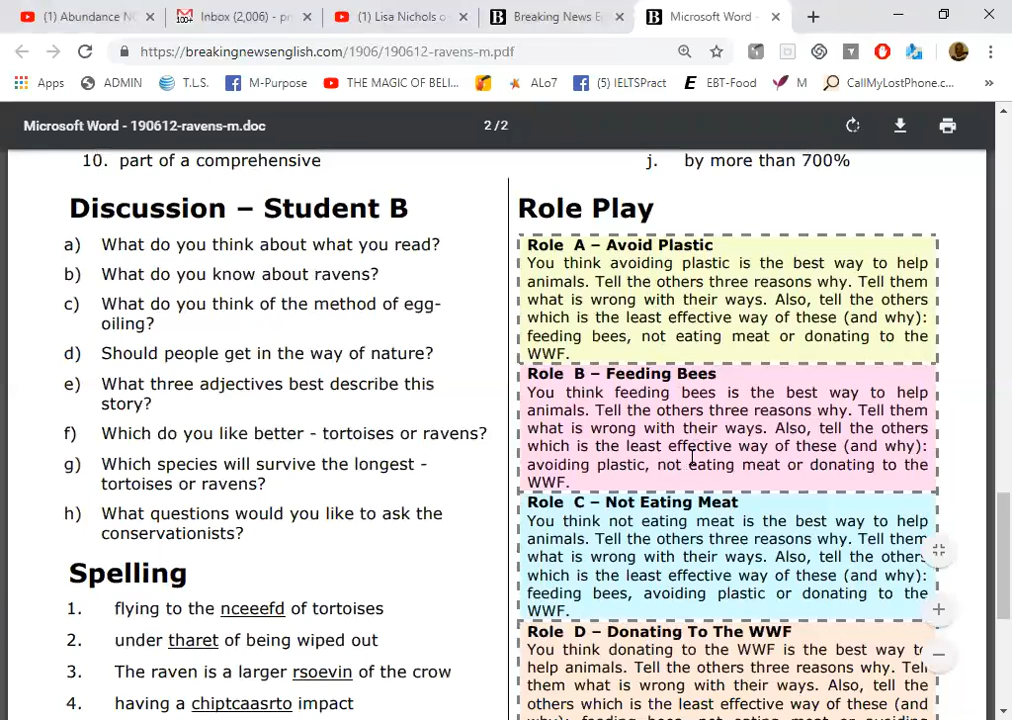 Abundance NO
Inbox (2,006) - pr
(1) Lisa Nichols o
Breaking News E
Microsoft Word -
https://breakingnewsenglish.com/1906/190612-ravens-m.pdf
Apps ADMIN T.L.S. M-Purpose THE MAGIC OF BELI... ALo7 (5) IELTSPract EBT-Food M CallMyLostPhone.c...
Microsoft Word - 190612-ravens-m.doc
2 / 2
10. part of a comprehensive
j. by more than 700%
Discussion – Student B
a) What do you think about what you read?
b) What do you know about ravens?
c) What do you think of the method of egg-
oiling?
d) Should people get in the way of nature?
e) What three adjectives best describe this
story?
f) Which do you like better - tortoises or ravens?
g) Which species will survive the longest -
tortoises or ravens?
h) What questions would you like to ask the
conservationists?
Spelling
1. flying to the nceeefd of tortoises
2. under tharet of being wiped out
3. The raven is a larger rsoevin of the crow
4. having a chiptcaasrto impact
Role Play
Role A – Avoid Plastic
You think avoiding plastic is the best way to help
animals. Tell the others three reasons why. Tell them
what is wrong with their ways. Also, tell the others
which is the least effective way of these (and why):
feeding bees, not eating meat or donating to the
WWF.
Role B – Feeding Bees
You think feeding bees is the best way to help
animals. Tell the others three reasons why. Tell them
what is wrong with their ways. Also, tell the others
which is the least effective way of these (and why):
avoiding plastic, not eating meat or donating to the
WWF.
Role C – Not Eating Meat
You think not eating meat is the best way to help
animals. Tell the others three reasons why. Tell them
what is wrong with their ways. Also, tell the others
which is the least effective way of these (and why):
feeding bees, avoiding plastic or donating to the
WWF.
Role D – Donating To The WWF
You think donating to the WWF is the best way to
help animals. Tell the others three reasons why. Tell
them what is wrong with their ways. Also, tell the
others which is the least effective way of these (and
why): feeding bees, not eating meat or avoiding